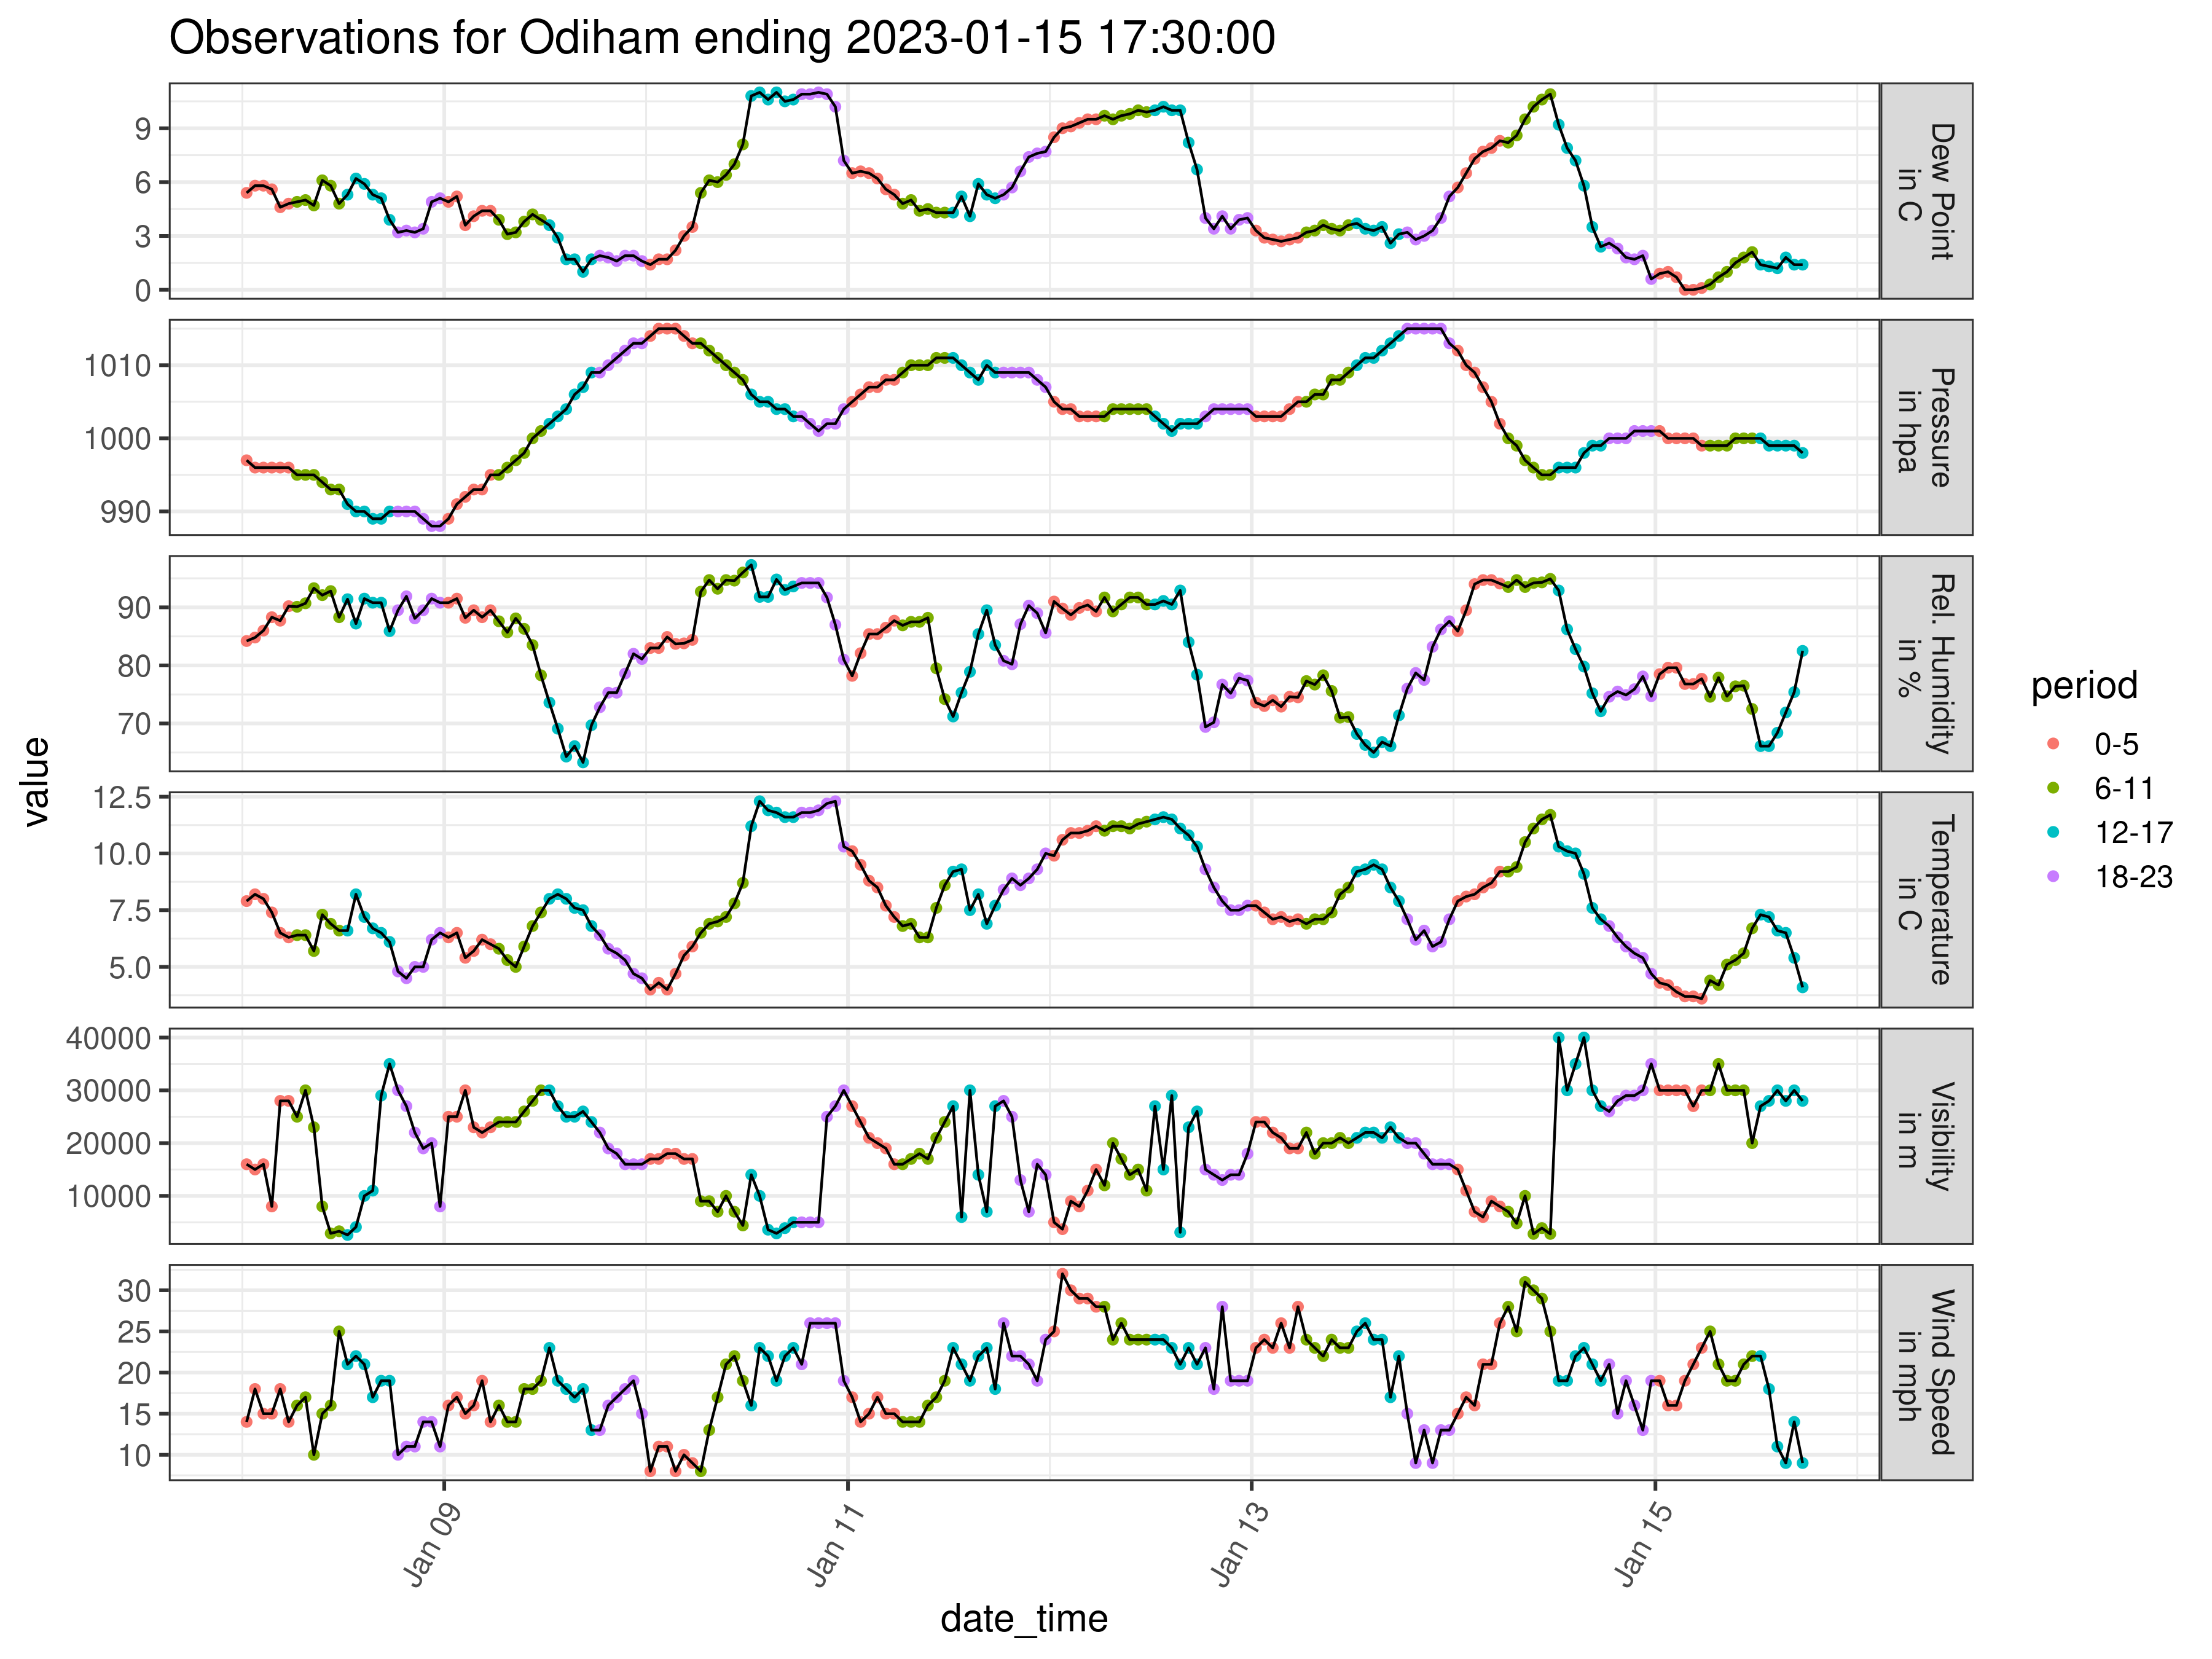 Observations for Odiham ending 2023-01-15 17:30:00
value
9
6
3
0
Dew Point
in C
1010
1000
990
Pressure
in hpa
90
80
70
Rel. Humidity
in %
12.5
10.0
7.5
5.0
Temperature
in C
40000
30000
20000
10000
Visibility
in m
30
25
20
15
10
Wind Speed
in mph
Jan 09
Jan 11
Jan 13
Jan 15
date_time
period
0-5
6-11
12-17
18-23